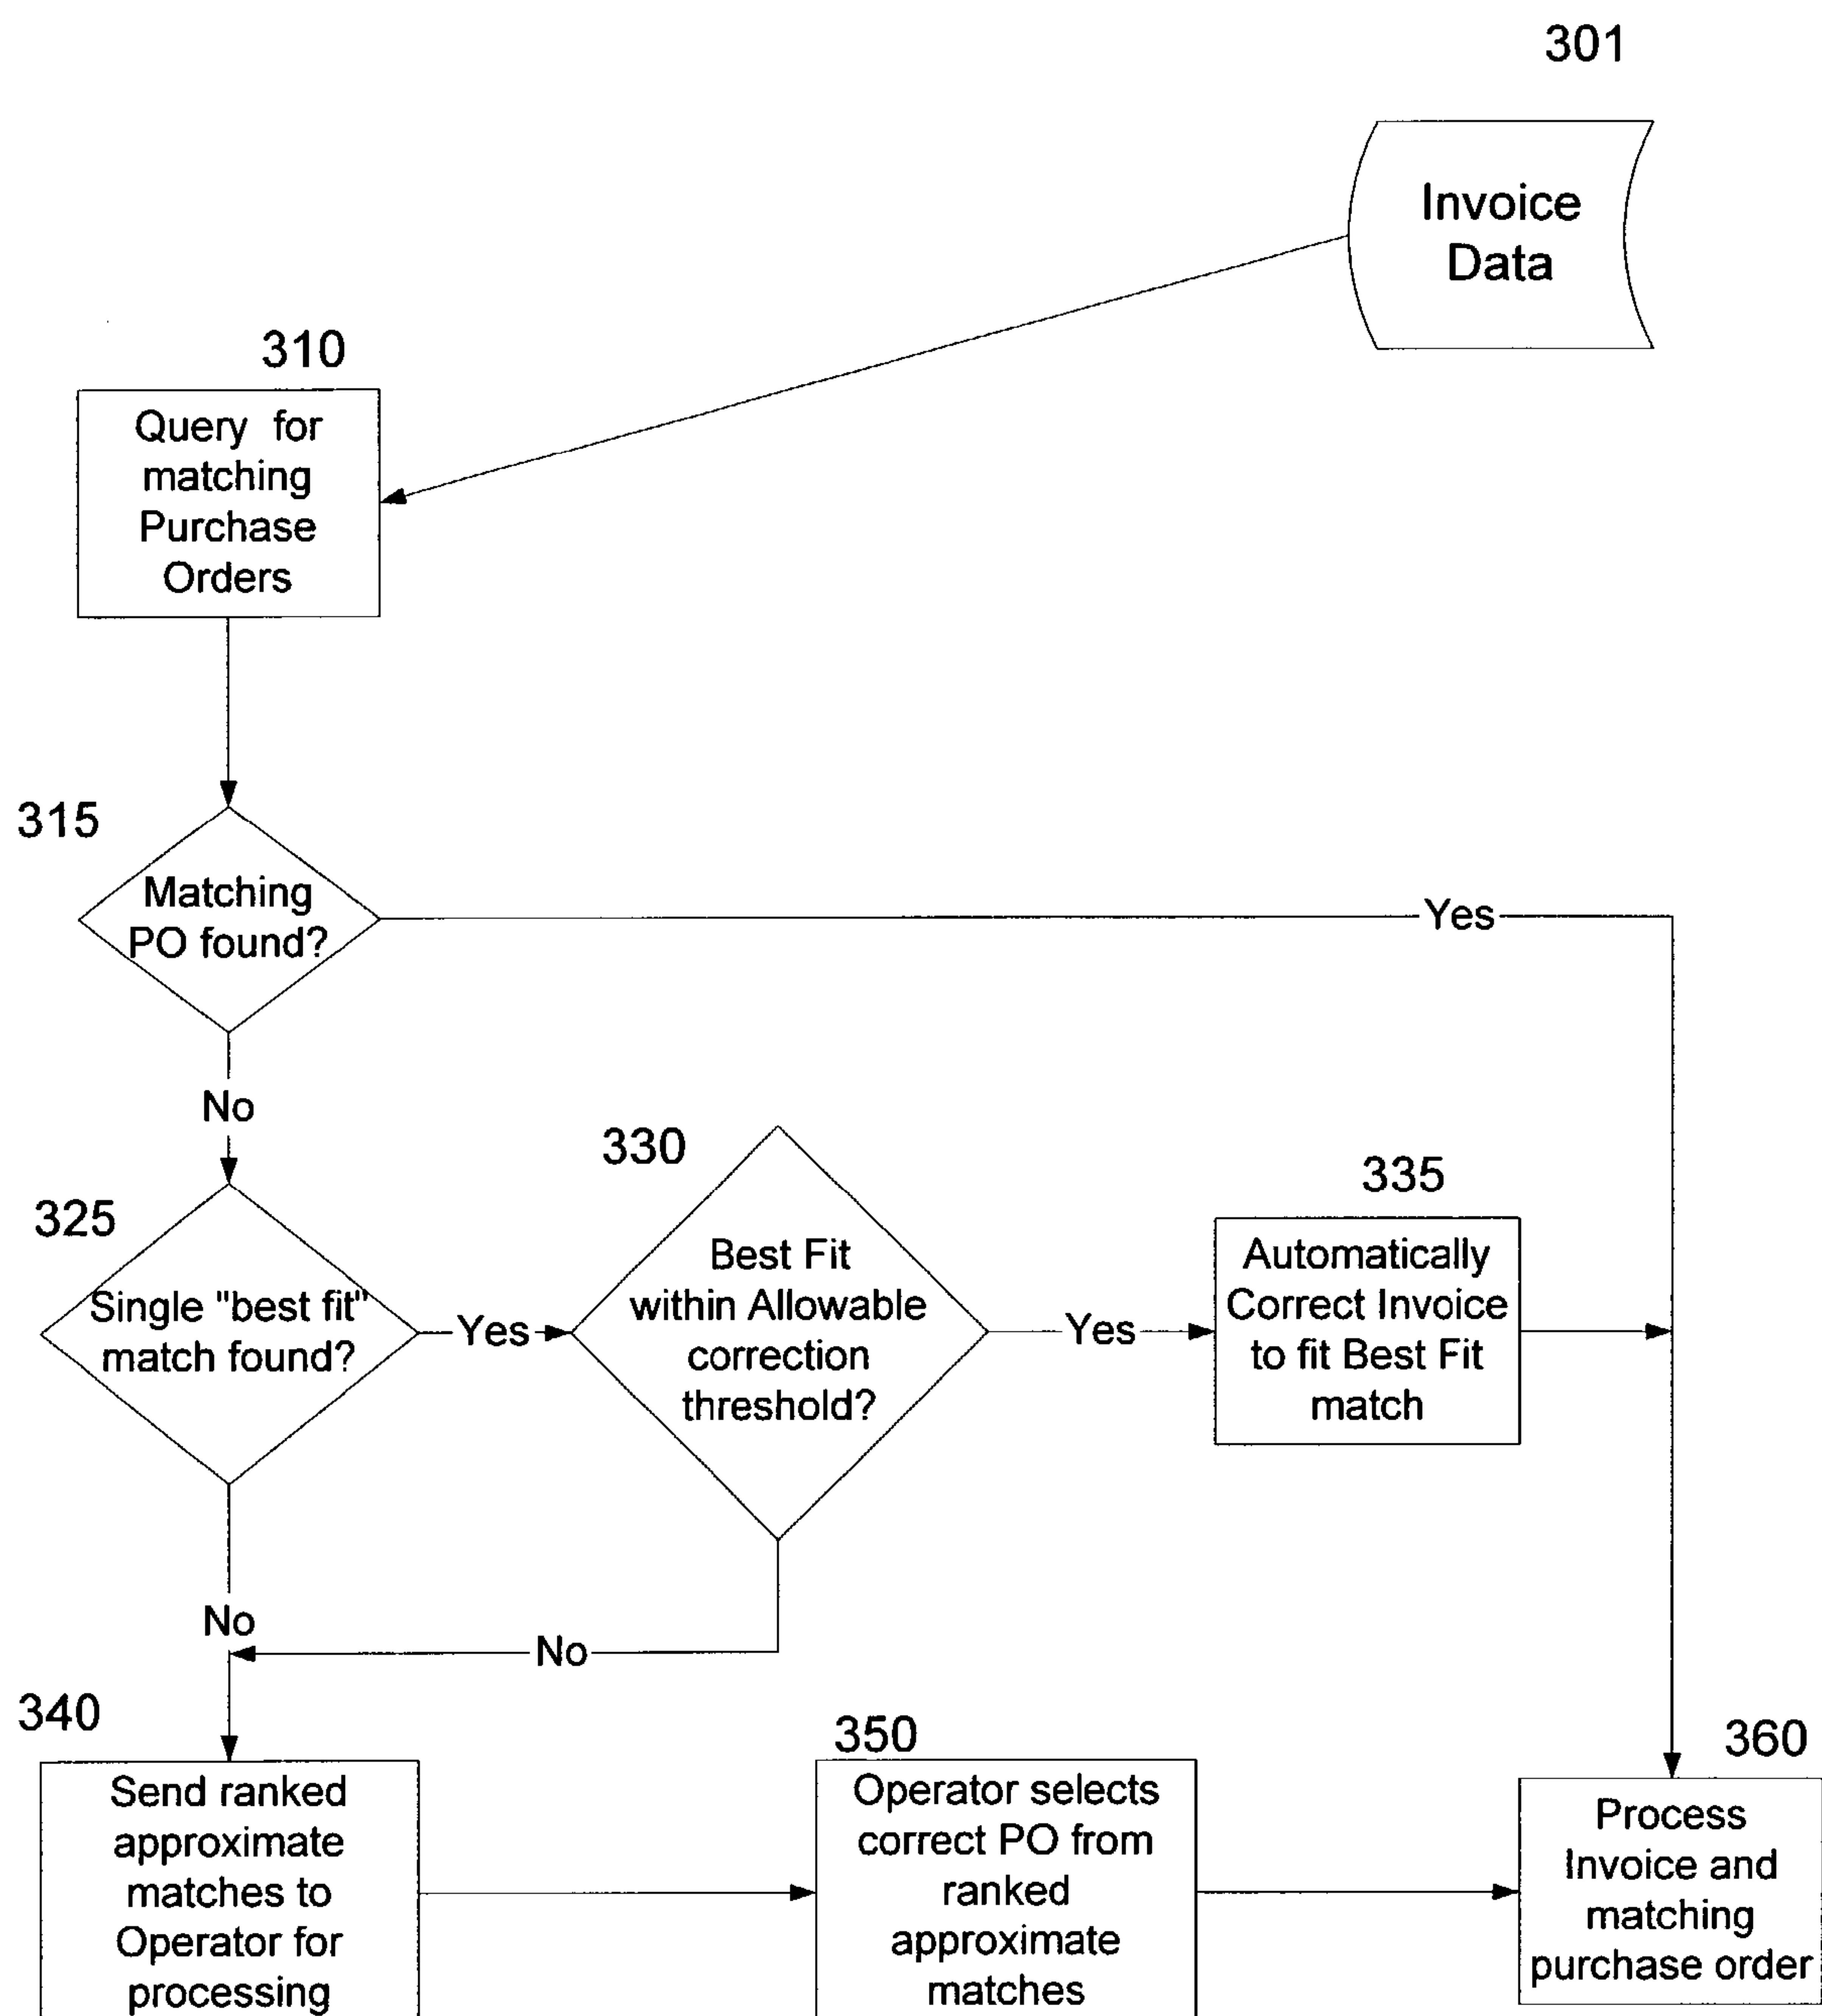 301
Invoice
Data
310
Query for
matching
Purchase
Orders
315
Matching
PO found?
Yes
No
325
Single "best fit"
match found?
Yes
330
Best Fit
within Allowable
correction
threshold?
Yes
335
Automatically
Correct Invoice
to fit Best Fit
match
No
No
340
Send ranked
approximate
matches to
Operator for
processing
350
Operator selects
correct PO from
ranked
approximate
matches
360
Process
Invoice and
matching
purchase order